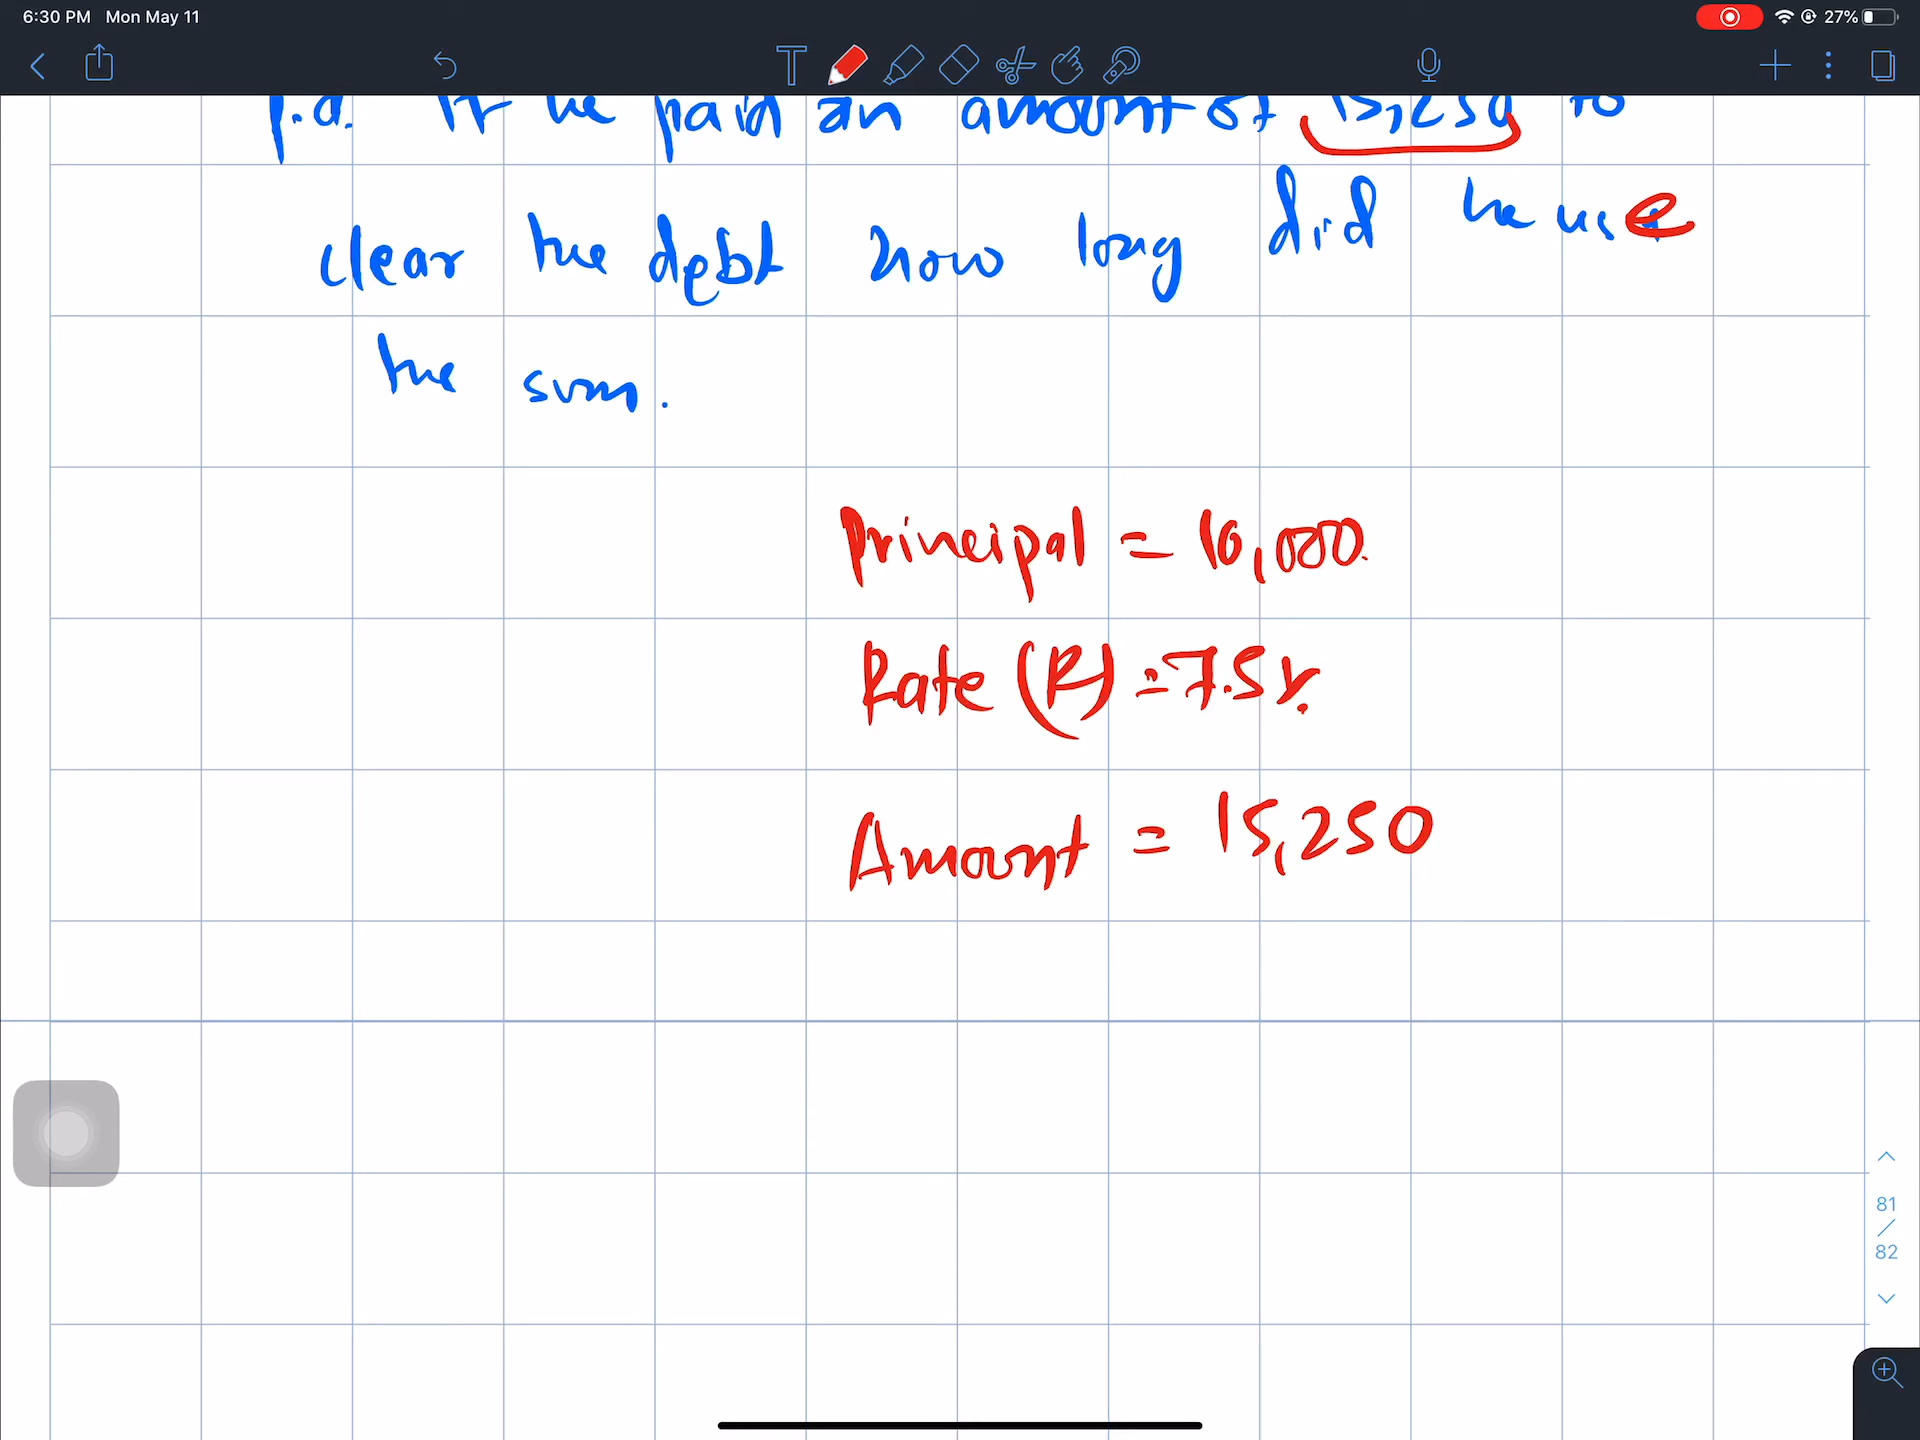 6:30 PM Mon May 11
27%
p.a. If he paid an amount of 15,250 to
clear the debt how long did he use
the sum.
Principal = 10,000.
Rate (R) = 7.5%
Amount = 15,250
81
/
82